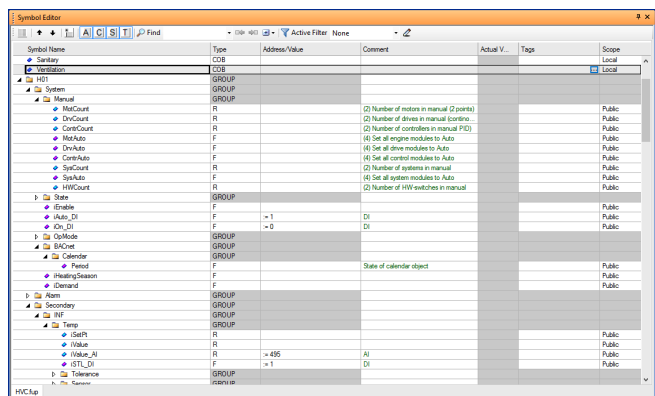 Symbol Editor
A C S T Find Active Filter None
Symbol Name Type Address/Value Comment Actual V... Tags Scope
Sanitary COB Local
Ventilation COB Local
H01 GROUP
System GROUP
Manual GROUP
MotCount R (2) Number of motors in manual (2 points) Public
DrvCount R (2) Number of drives in manual (contino... Public
ContrCount R (2) Number of controllers in manual PID) Public
MotAuto F (4) Set all engine modules to Auto Public
DrvAuto F (4) Set all drive modules to Auto Public
ContrAuto F (4) Set all control modules to Auto Public
SysCount R (2) Number of systems in manual Public
SysAuto F (4) Set all system modules to Auto Public
HWCount R (2) Number of HW-switches in manual Public
State GROUP
iEnable F Public
iAuto_DI F := 1 DI Public
iOn_DI F := 0 DI Public
OpMode GROUP
BACnet GROUP
Calendar GROUP
Period F State of calendar object Public
iHeatingSeason F Public
iDemand F Public
Alarm GROUP
Secondary GROUP
INF GROUP
Temp GROUP
iSetPt R Public
iValue R Public
iValue_AI R := 495 AI Public
iSTL_DI F := 1 DI Public
Tolerance GROUP
Sensor GROUP
HVC.fup